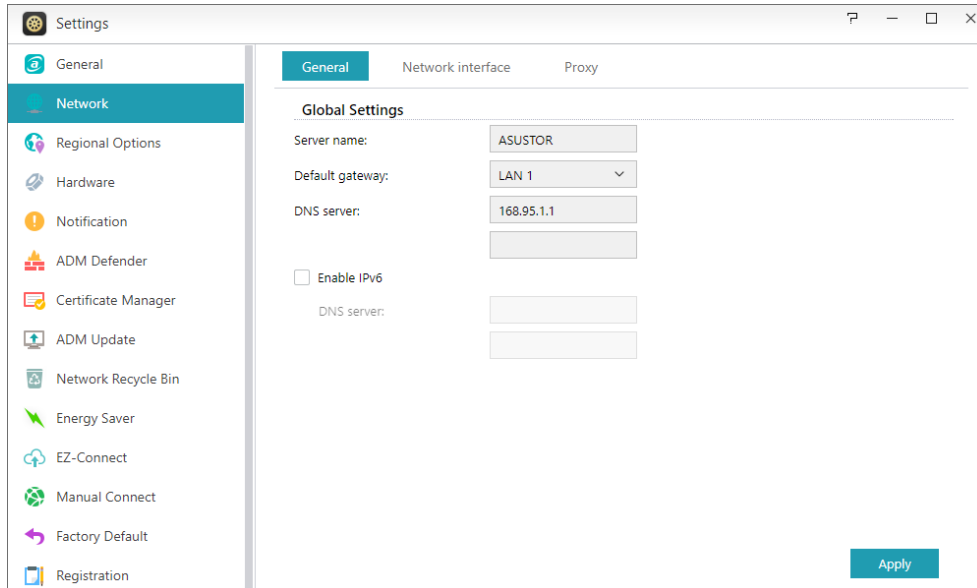 Settings
General
Network
Regional Options
Hardware
Notification
ADM Defender
Certificate Manager
ADM Update
Network Recycle Bin
Energy Saver
EZ-Connect
Manual Connect
Factory Default
Registration
General Network interface Proxy
Global Settings
Server name: ASUSTOR
Default gateway: LAN 1
DNS server: 168.95.1.1
Enable IPv6
DNS server:
Apply